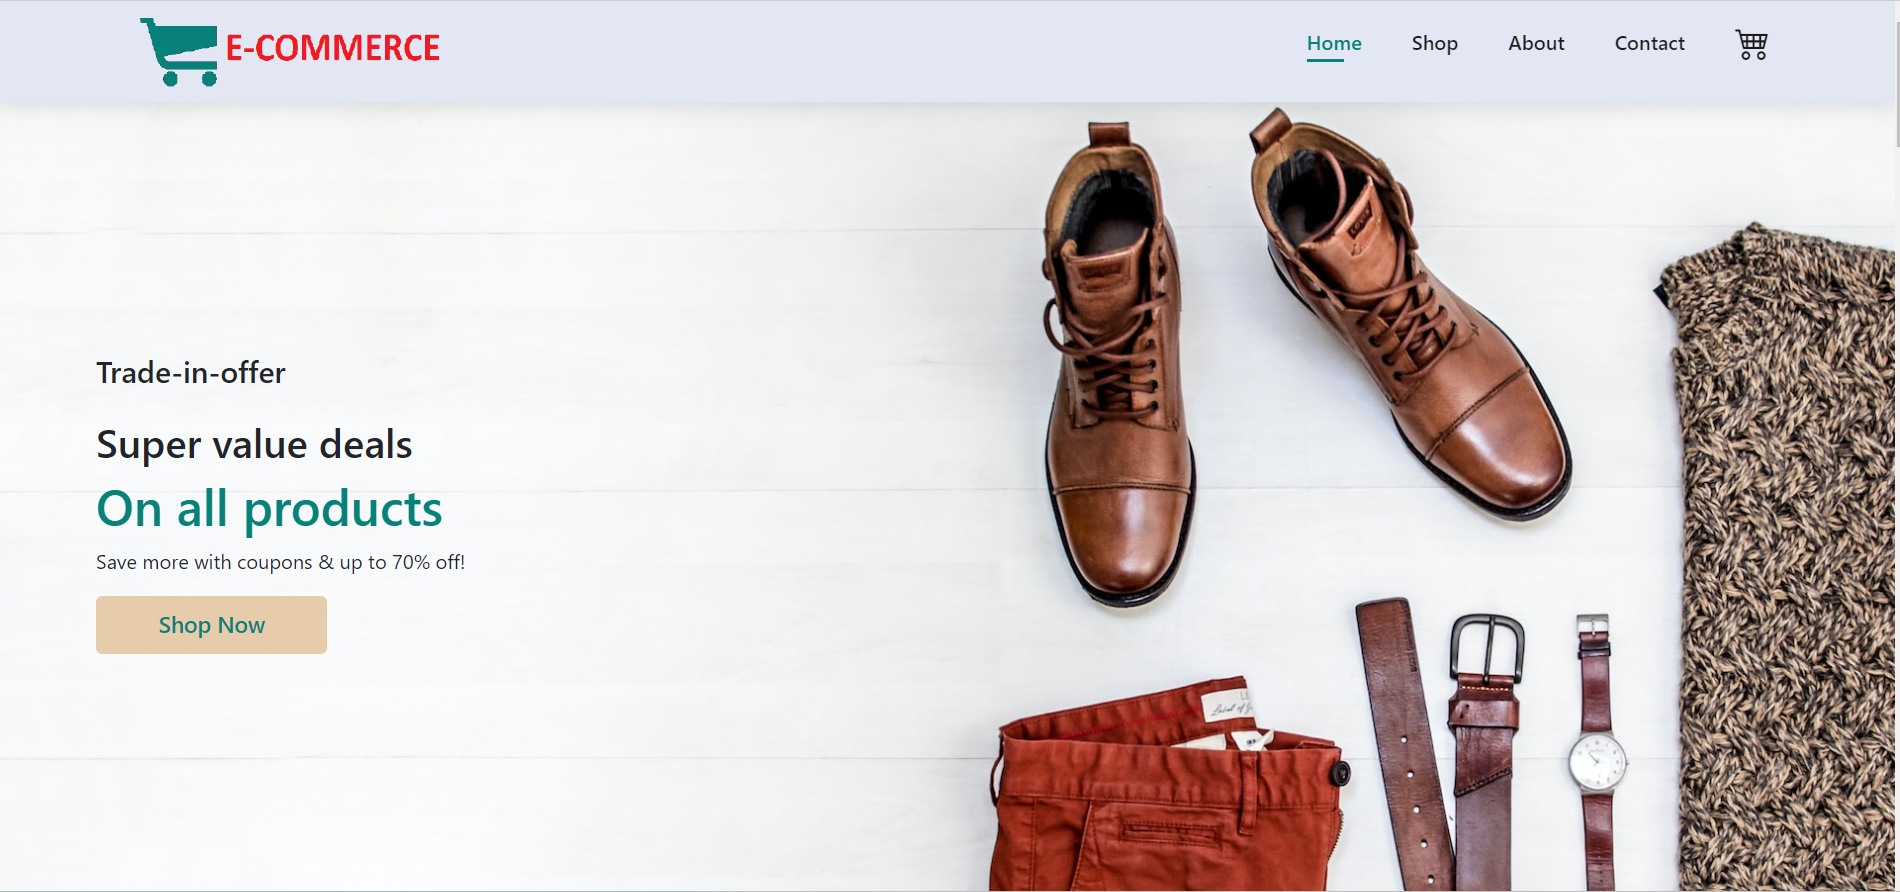 E-COMMERCE
Home Shop About Contact
Trade-in-offer
Super value deals
On all products
Save more with coupons & up to 70% off!
Shop Now